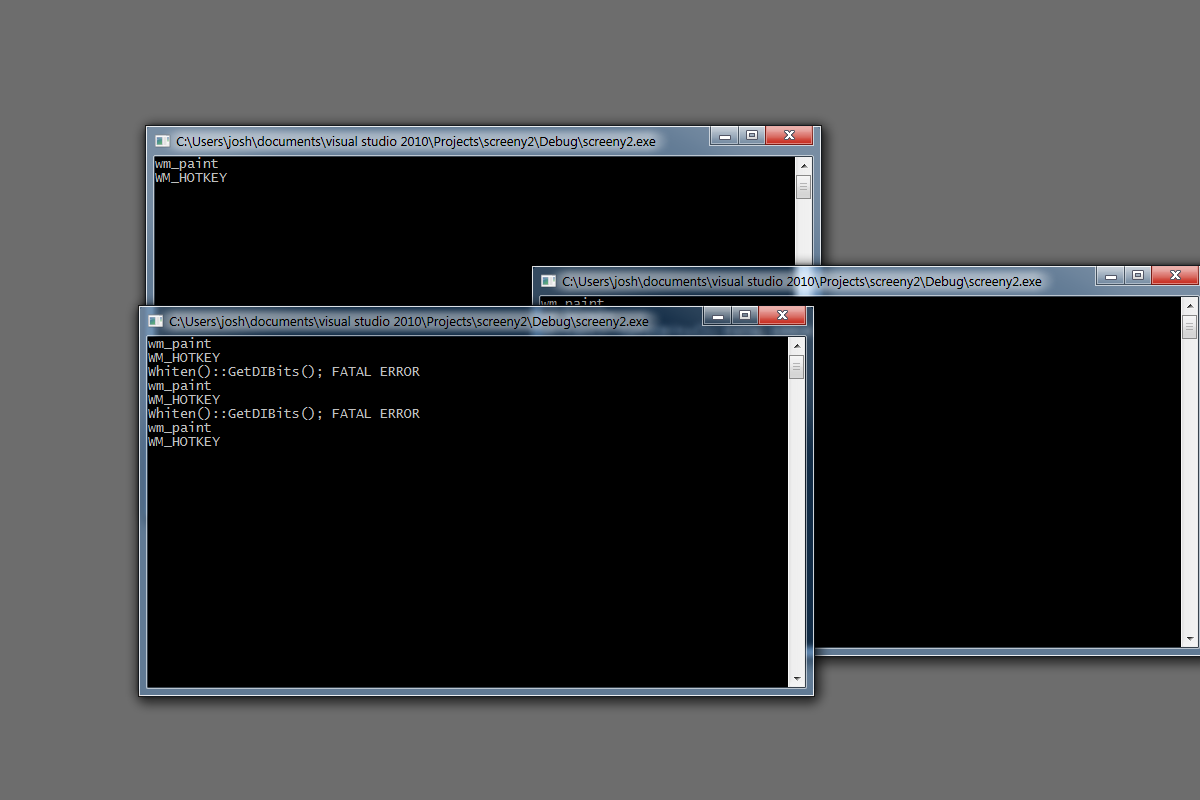 C:\Users\josh\documents\visual studio 2010\Projects\screeny2\Debug\screeny2.exe
wm_paint
WM_HOTKEY
C:\Users\josh\documents\visual studio 2010\Projects\screeny2\Debug\screeny2.exe
wm_paint
C:\Users\josh\documents\visual studio 2010\Projects\screeny2\Debug\screeny2.exe
wm_paint
WM_HOTKEY
Whiten()::GetDIBits(); FATAL ERROR
wm_paint
WM_HOTKEY
Whiten()::GetDIBits(); FATAL ERROR
wm_paint
WM_HOTKEY